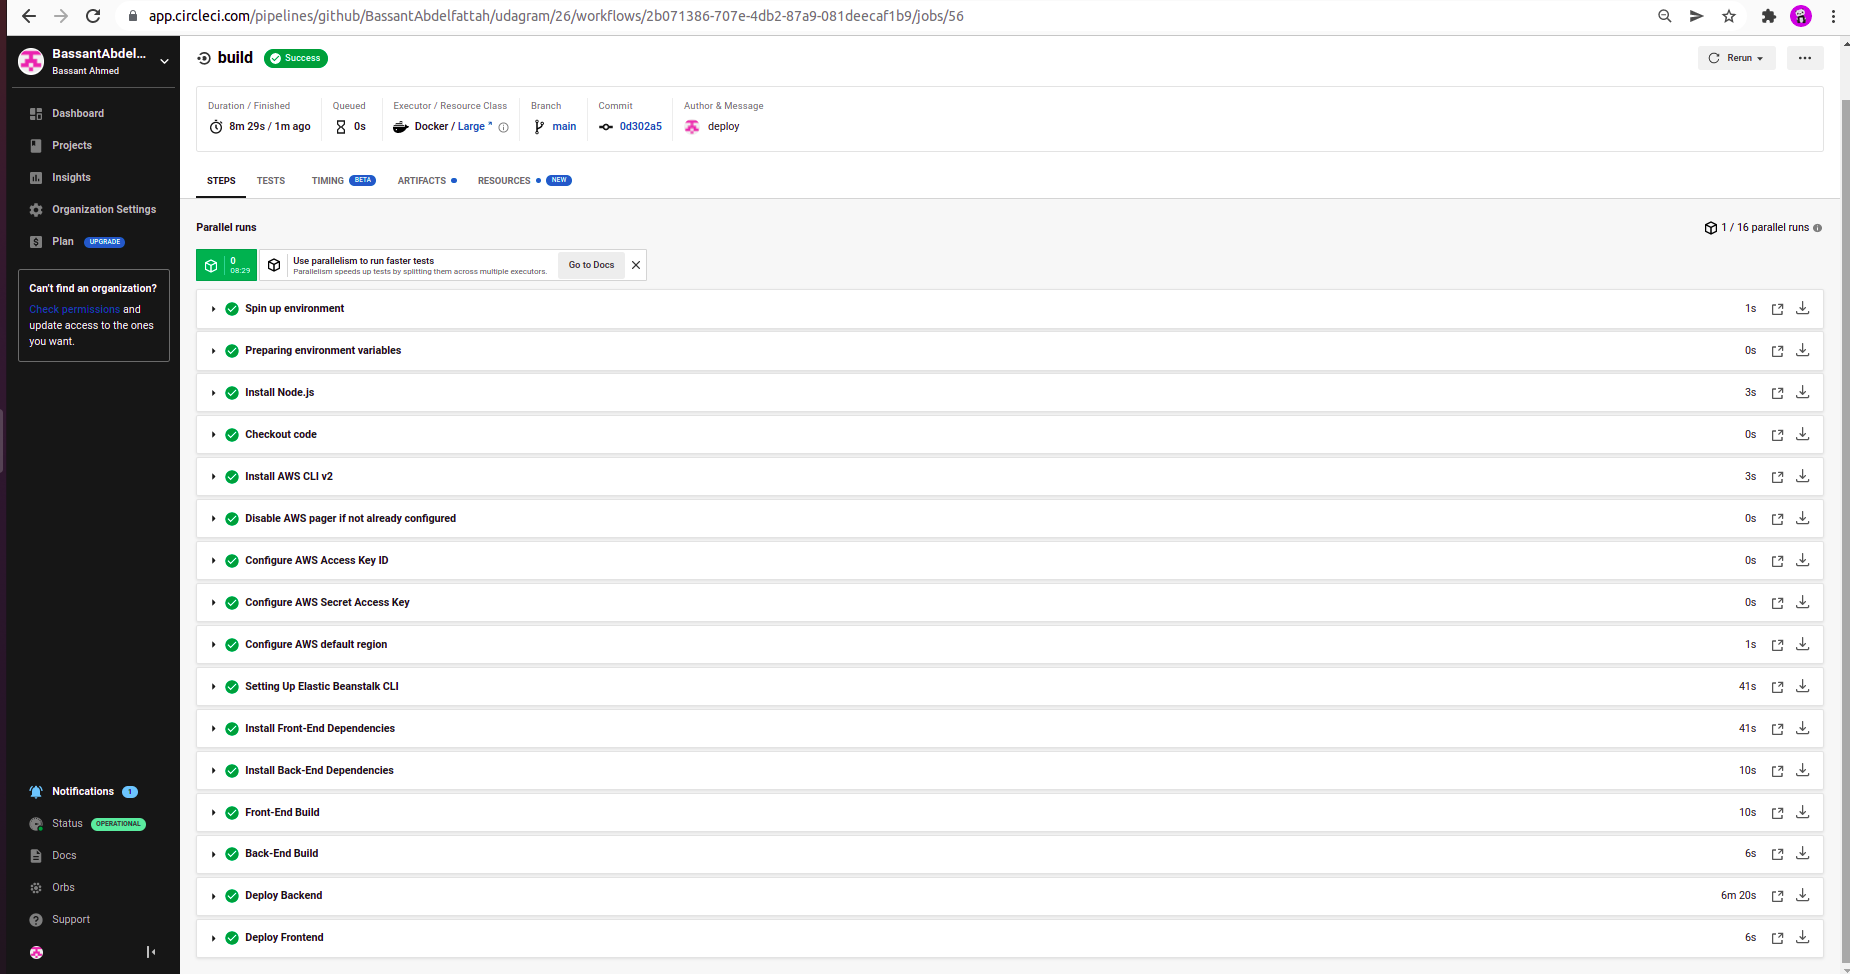 app.circleci.com/pipelines/github/BassantAbdelfattah/udagram/26/workflows/2b071386-707e-4db2-87a9-081deecaf1b9/jobs/56
BassantAbdel...
Bassant Ahmed
Dashboard
Projects
Insights
Organization Settings
Plan UPGRADE
Can't find an organization?
Check permissions and
update access to the ones
you want.
Notifications 1
Status OPERATIONAL
Docs
Orbs
Support
build Success
Rerun
Duration / Finished Queued Executor / Resource Class Branch Commit Author & Message
8m 29s / 1m ago 0s Docker / Large main 0d302a5 deploy
STEPS TESTS TIMING BETA ARTIFACTS RESOURCES NEW
Parallel runs 1 / 16 parallel runs
0
08:29
Use parallelism to run faster tests
Parallelism speeds up tests by splitting them across multiple executors.
Go to Docs
Spin up environment 1s
Preparing environment variables 0s
Install Node.js 3s
Checkout code 0s
Install AWS CLI v2 3s
Disable AWS pager if not already configured 0s
Configure AWS Access Key ID 0s
Configure AWS Secret Access Key 0s
Configure AWS default region 1s
Setting Up Elastic Beanstalk CLI 41s
Install Front-End Dependencies 41s
Install Back-End Dependencies 10s
Front-End Build 10s
Back-End Build 6s
Deploy Backend 6m 20s
Deploy Frontend 6s